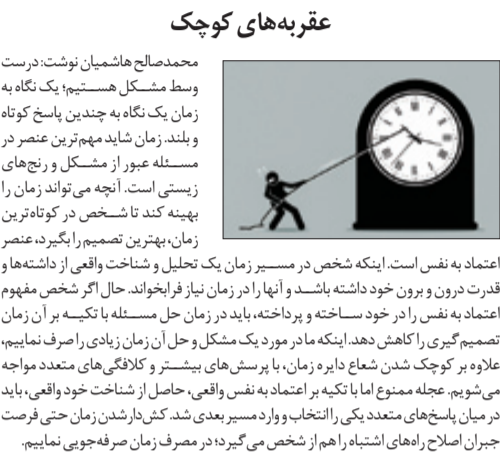 عقربه‌های کوچک
محمدصالح هاشمیان نوشت: درست
وسط مشکل هستیم؛ یک نگاه به
زمان یک نگاه به چندین پاسخ کوتاه
و بلند. زمان شاید مهم‌ترین عنصر در
مسئله عبور از مشکل و رنج‌های
زیستی است. آنچه می‌تواند زمان را
بهینه کند تا شخص در کوتاه‌ترین
زمان، بهترین تصمیم را بگیرد، عنصر
اعتماد به نفس است. اینکه شخص در مسیر زمان یک تحلیل و شناخت واقعی از داشته‌ها و
قدرت درون و برون خود داشته باشد و آنها را در زمان نیاز فرابخواند. حال اگر شخص مفهوم
اعتماد به نفس را در خود ساخته و پرداخته، باید در زمان حل مسئله با تکیه بر آن زمان
تصمیم گیری را کاهش دهد. اینکه ما در مورد یک مشکل و حل آن زمان زیادی را صرف نماییم،
علاوه بر کوچک شدن شعاع دایره زمان، با پرسش‌های بیشتر و کلافگی‌های متعدد مواجه
می‌شویم. عجله ممنوع اما با تکیه بر اعتماد به نفس واقعی، حاصل از شناخت خود واقعی، باید
در میان پاسخ‌های متعدد یکی را انتخاب و وارد مسیر بعدی شد. کش‌دار شدن زمان حتی فرصت
جبران اصلاح راه‌های اشتباه را هم از شخص می‌گیرد؛ در مصرف زمان صرفه‌جویی نماییم.